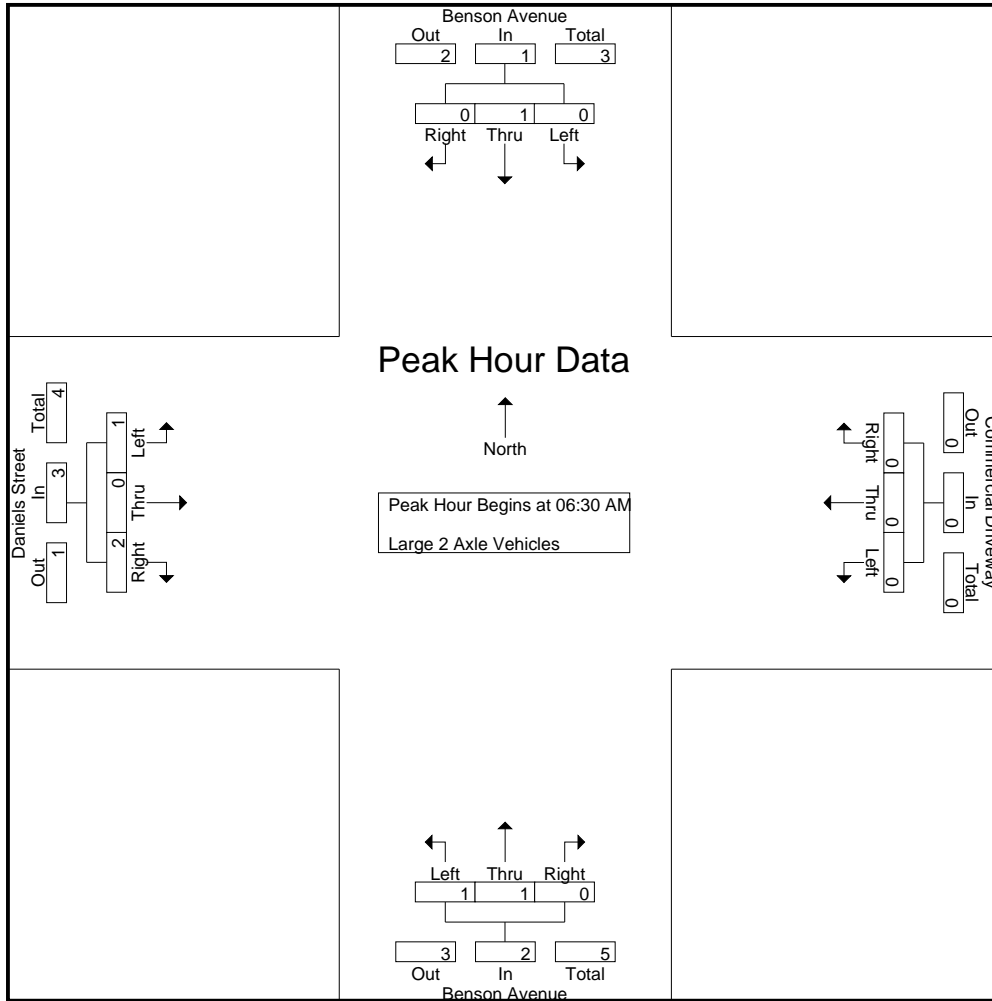 Benson Avenue
Out In Total
2 1 3
0 1 0
Right Thru Left
Peak Hour Data
North
Peak Hour Begins at 06:30 AM
Large 2 Axle Vehicles
Daniels Street
Out In Total
1 3 4
Left Thru Right
1 0 2
Commercial Driveway
Out In Total
0 0 0
Right Thru Left
0 0 0
Left Thru Right
1 1 0
3 2 5
Out In Total
Benson Avenue